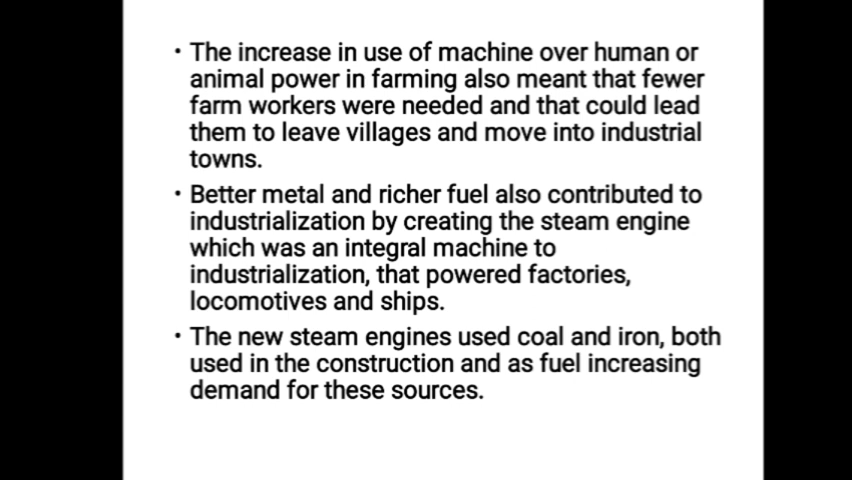 • The increase in use of machine over human or
animal power in farming also meant that fewer
farm workers were needed and that could lead
them to leave villages and move into industrial
towns.
• Better metal and richer fuel also contributed to
industrialization by creating the steam engine
which was an integral machine to
industrialization, that powered factories,
locomotives and ships.
• The new steam engines used coal and iron, both
used in the construction and as fuel increasing
demand for these sources.